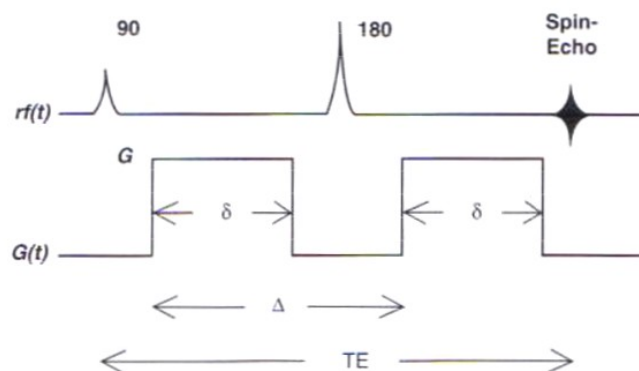 90
180
Spin-
Echo
rf(t)
G
δ
δ
G(t)
Δ
TE